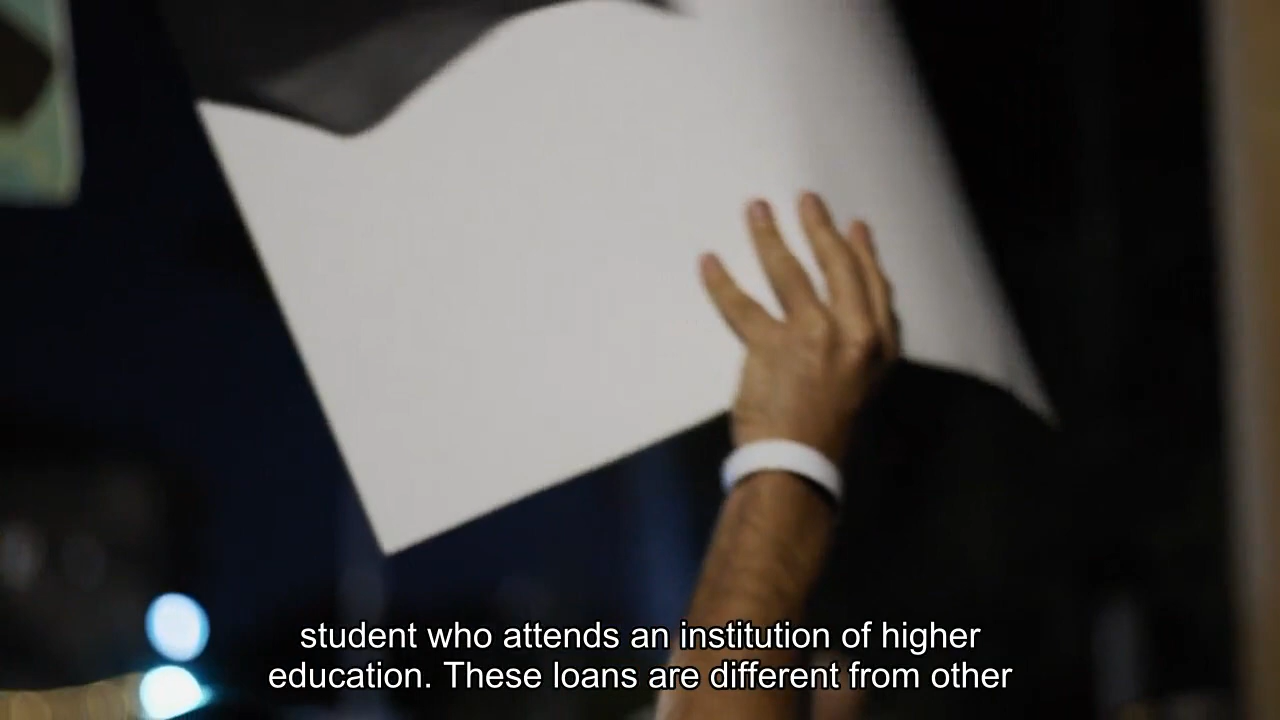 student who attends an institution of higher
education. These loans are different from other